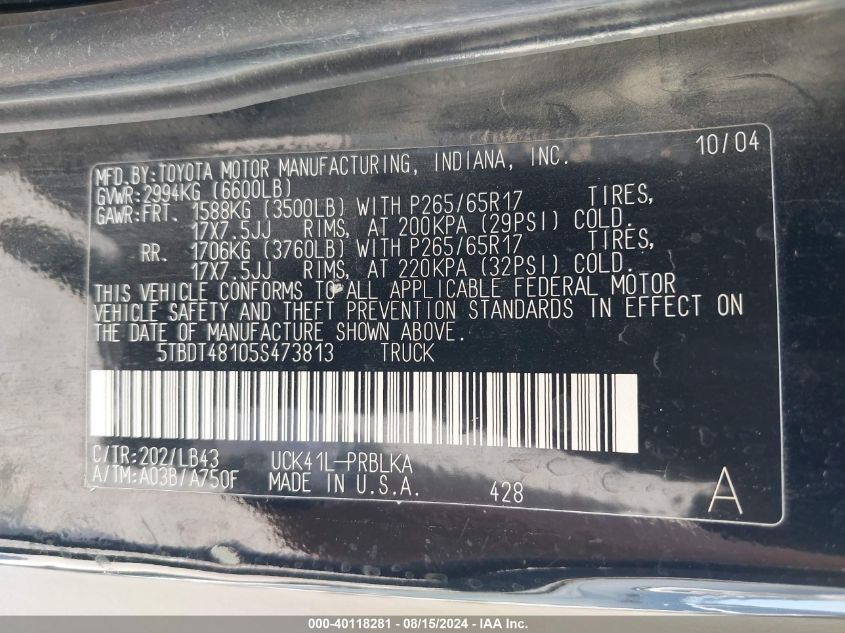 MFD.BY:TOYOTA MOTOR MANUFACTURING, INDIANA, INC. 10/04
GVWR:2994KG (6600LB)
GAWR:FRT. 1588KG (3500LB) WITH P265/65R17 TIRES,
17X7.5JJ RIMS, AT 200KPA (29PSI) COLD.
RR. 1706KG (3760LB) WITH P265/65R17 TIRES,
17X7.5JJ RIMS, AT 220KPA (32PSI) COLD.
THIS VEHICLE CONFORMS TO ALL APPLICABLE FEDERAL MOTOR
VEHICLE SAFETY AND THEFT PREVENTION STANDARDS IN EFFECT ON
THE DATE OF MANUFACTURE SHOWN ABOVE.
5TBDT48105S473813 TRUCK
C/TR:202/LB43 UCK41L-PRBLKA
A/TM:A03B/A750F MADE IN U.S.A. 428 A
000-40118281 - 08/15/2024 - IAA Inc.